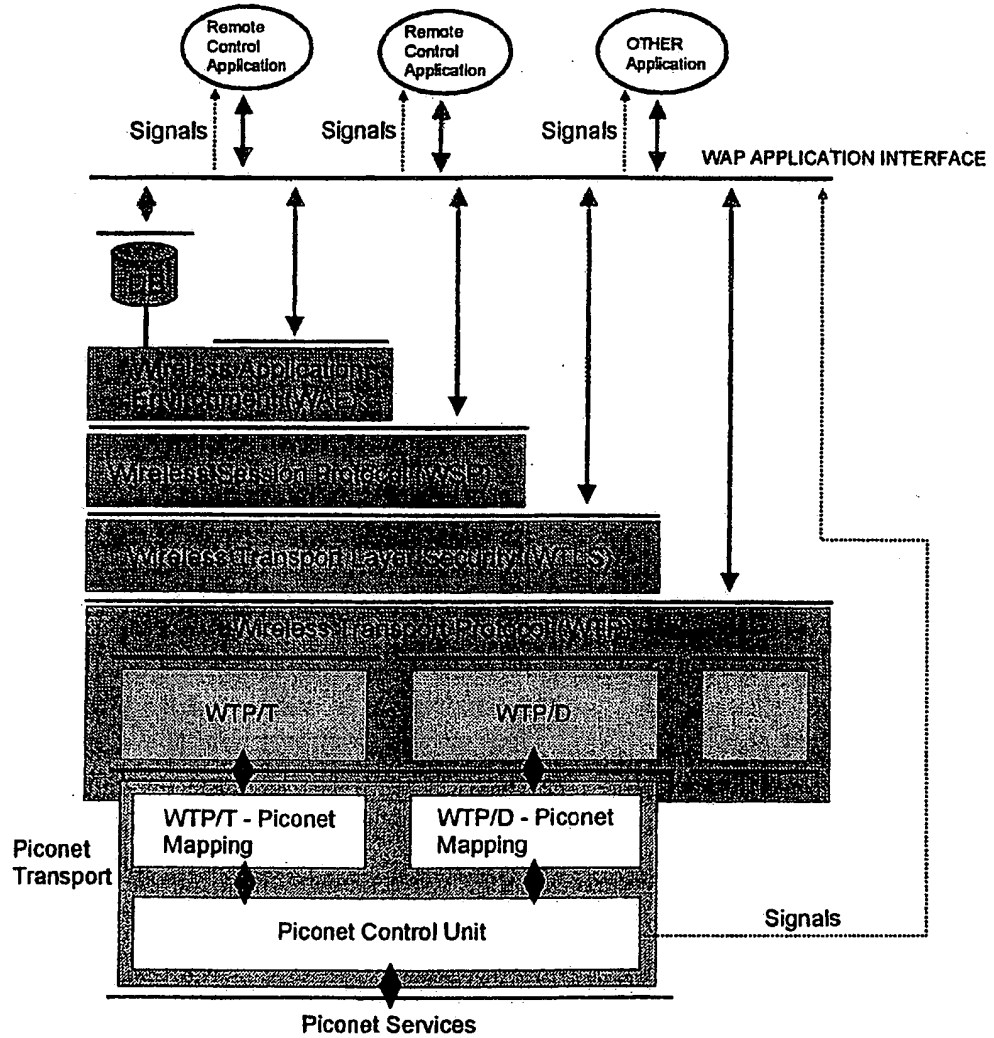 Remote
Control
Application
Remote
Control
Application
OTHER
Application
Signals
Signals
Signals
WAP APPLICATION INTERFACE
DB
Wireless Application
Environment (WAE)
Wireless Session Protocol (WSP)
Wireless Transport Layer Security (WTLS)
Wireless Transport Protocol (WTP)
WTP/T
WTP/D
WTP/T - Piconet
Mapping
WTP/D - Piconet
Mapping
Piconet
Transport
Piconet Control Unit
Signals
Piconet Services